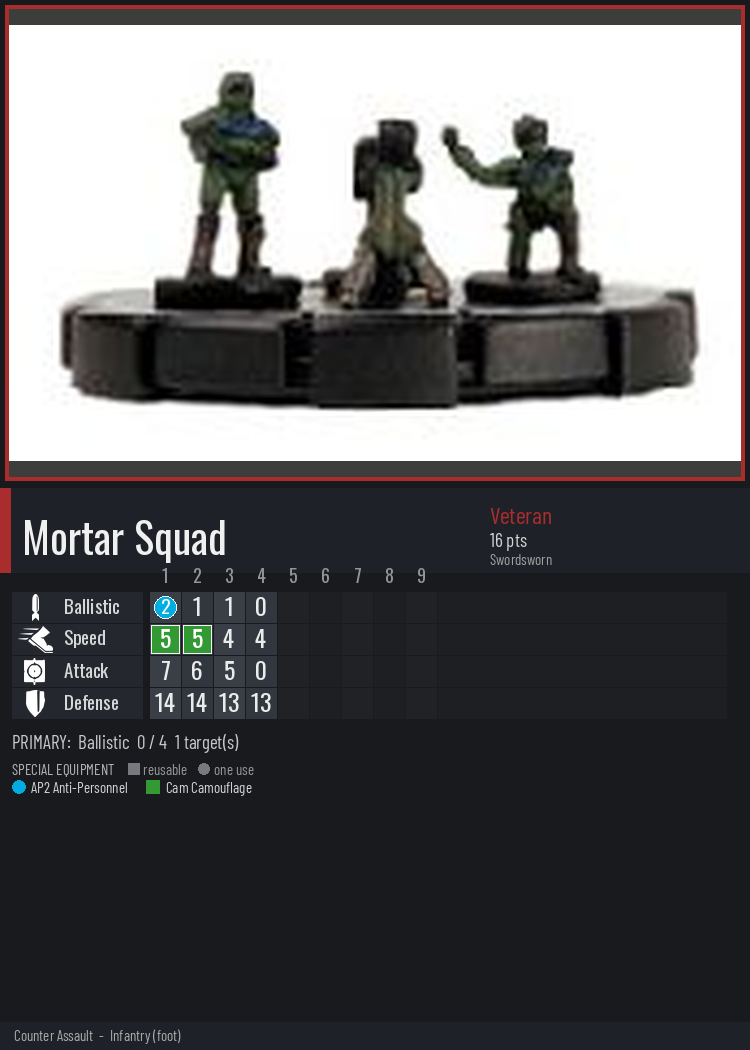 Mortar Squad
Veteran
16 pts
Swordsworn
1 2 3 4 5 6 7 8 9
Ballistic 2 1 1 0
Speed 5 5 4 4
Attack 7 6 5 0
Defense 14 14 13 13
PRIMARY: Ballistic 0 / 4 1 target(s)
SPECIAL EQUIPMENT reusable one use
AP2 Anti-Personnel Cam Camouflage
Counter Assault - Infantry (foot)